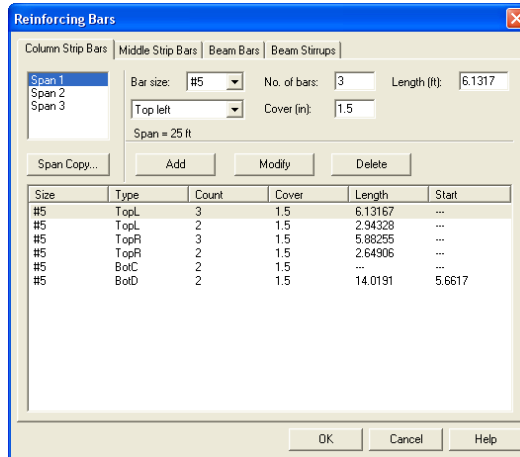 Reinforcing Bars
Column Strip Bars Middle Strip Bars Beam Bars Beam Stirrups
Span 1
Span 2
Span 3
Bar size: #5 No. of bars: 3 Length (ft): 6.1317
Top left Cover (in): 1.5
Span = 25 ft
Span Copy... Add Modify Delete
Size Type Count Cover Length Start
#5 TopL 3 1.5 6.13167 ---
#5 TopL 2 1.5 2.94328 ---
#5 TopR 3 1.5 5.88255 ---
#5 TopR 2 1.5 2.64906 ---
#5 BotC 2 1.5 --- ---
#5 BotD 2 1.5 14.0191 5.6617
OK Cancel Help